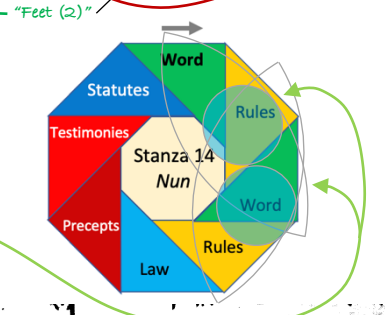 "Feet (2)"
Word
Statutes
Rules
Testimonies
Stanza 14
Nun
Word
Precepts
Rules
Law